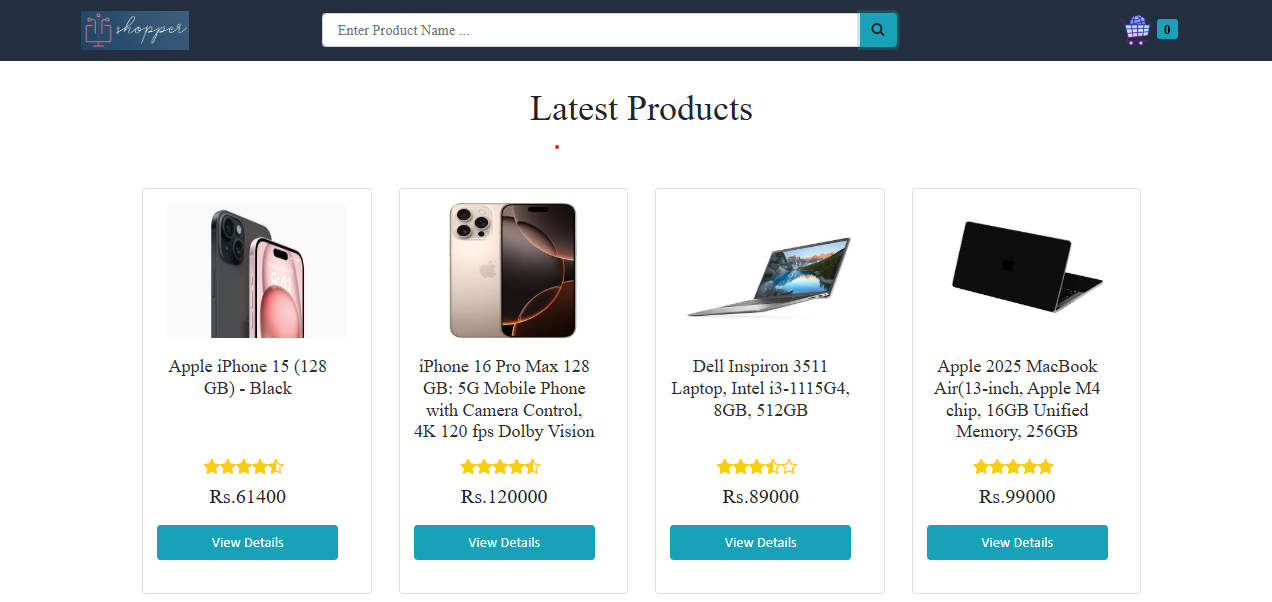 shopper
Enter Product Name ...
0
Latest Products
Apple iPhone 15 (128
GB) - Black
Rs.61400
View Details
iPhone 16 Pro Max 128
GB: 5G Mobile Phone
with Camera Control,
4K 120 fps Dolby Vision
Rs.120000
View Details
Dell Inspiron 3511
Laptop, Intel i3-1115G4,
8GB, 512GB
Rs.89000
View Details
Apple 2025 MacBook
Air(13-inch, Apple M4
chip, 16GB Unified
Memory, 256GB
Rs.99000
View Details